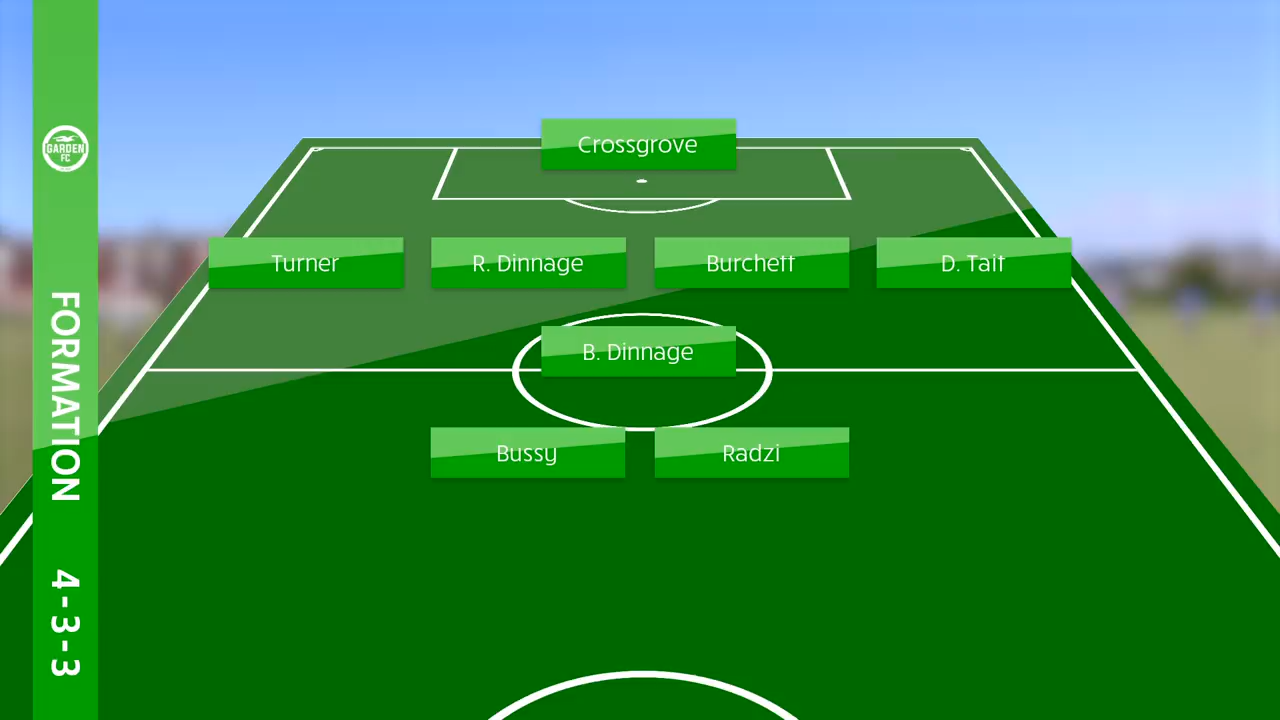 GARDEN
FC
FORMATION 4-3-3
Crossgrove
Turner
R. Dinnage
Burchett
D. Tait
B. Dinnage
Bussy
Radzi